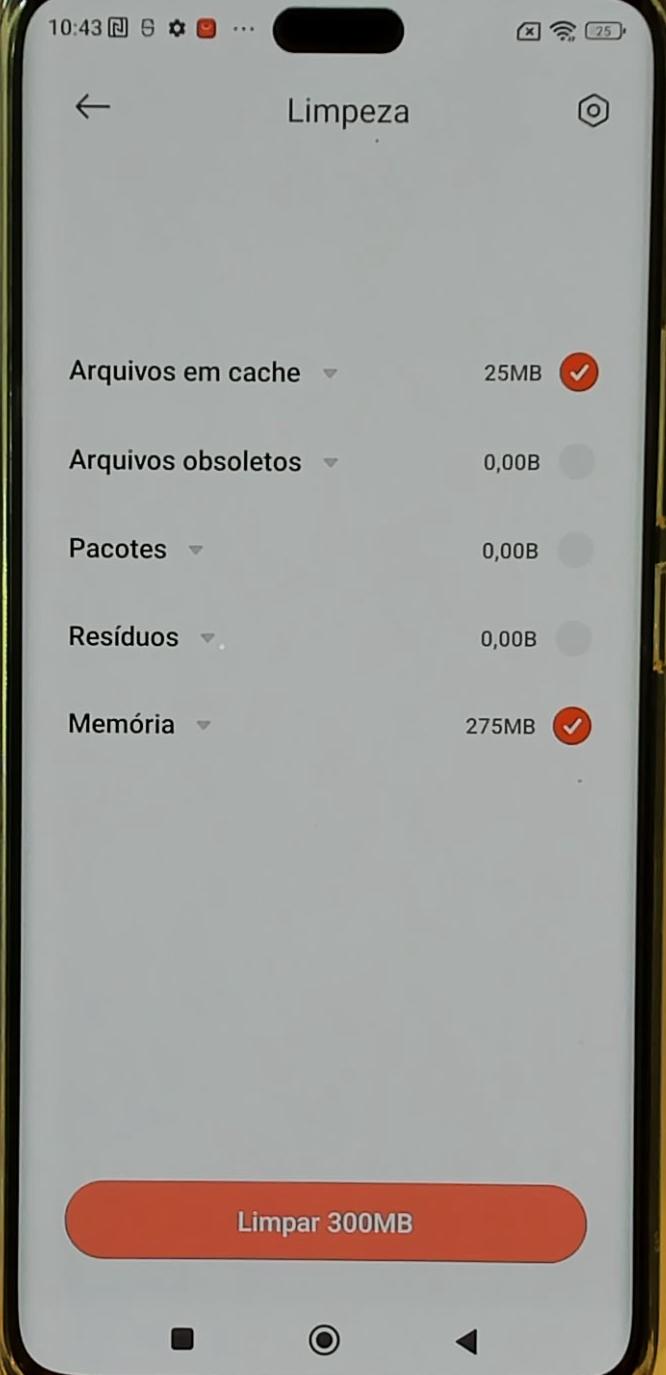 10:43
25
Limpeza
Arquivos em cache 25MB
Arquivos obsoletos 0,00B
Pacotes 0,00B
Resíduos 0,00B
Memória 275MB
Limpar 300MB